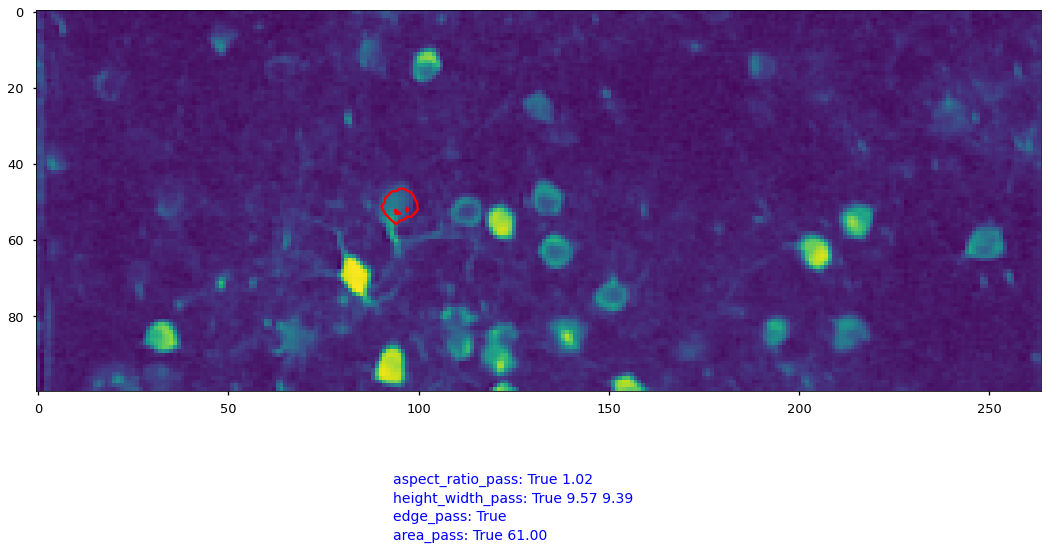 0
20
40
60
80
0 50 100 150 200 250
aspect_ratio_pass: True 1.02
height_width_pass: True 9.57 9.39
edge_pass: True
area_pass: True 61.00